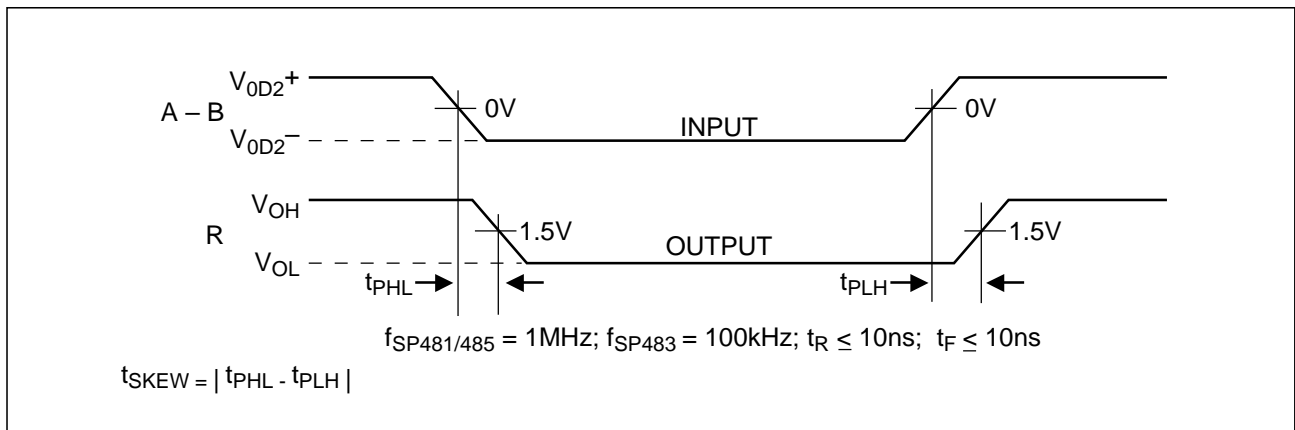 V0D2+
A – B
0V
0V
V0D2–
INPUT
VOH
R
1.5V
1.5V
VOL
OUTPUT
tPHL
tPLH
fSP481/485 = 1MHz; fSP483 = 100kHz; tR ≤ 10ns; tF ≤ 10ns
tSKEW = | tPHL - tPLH |